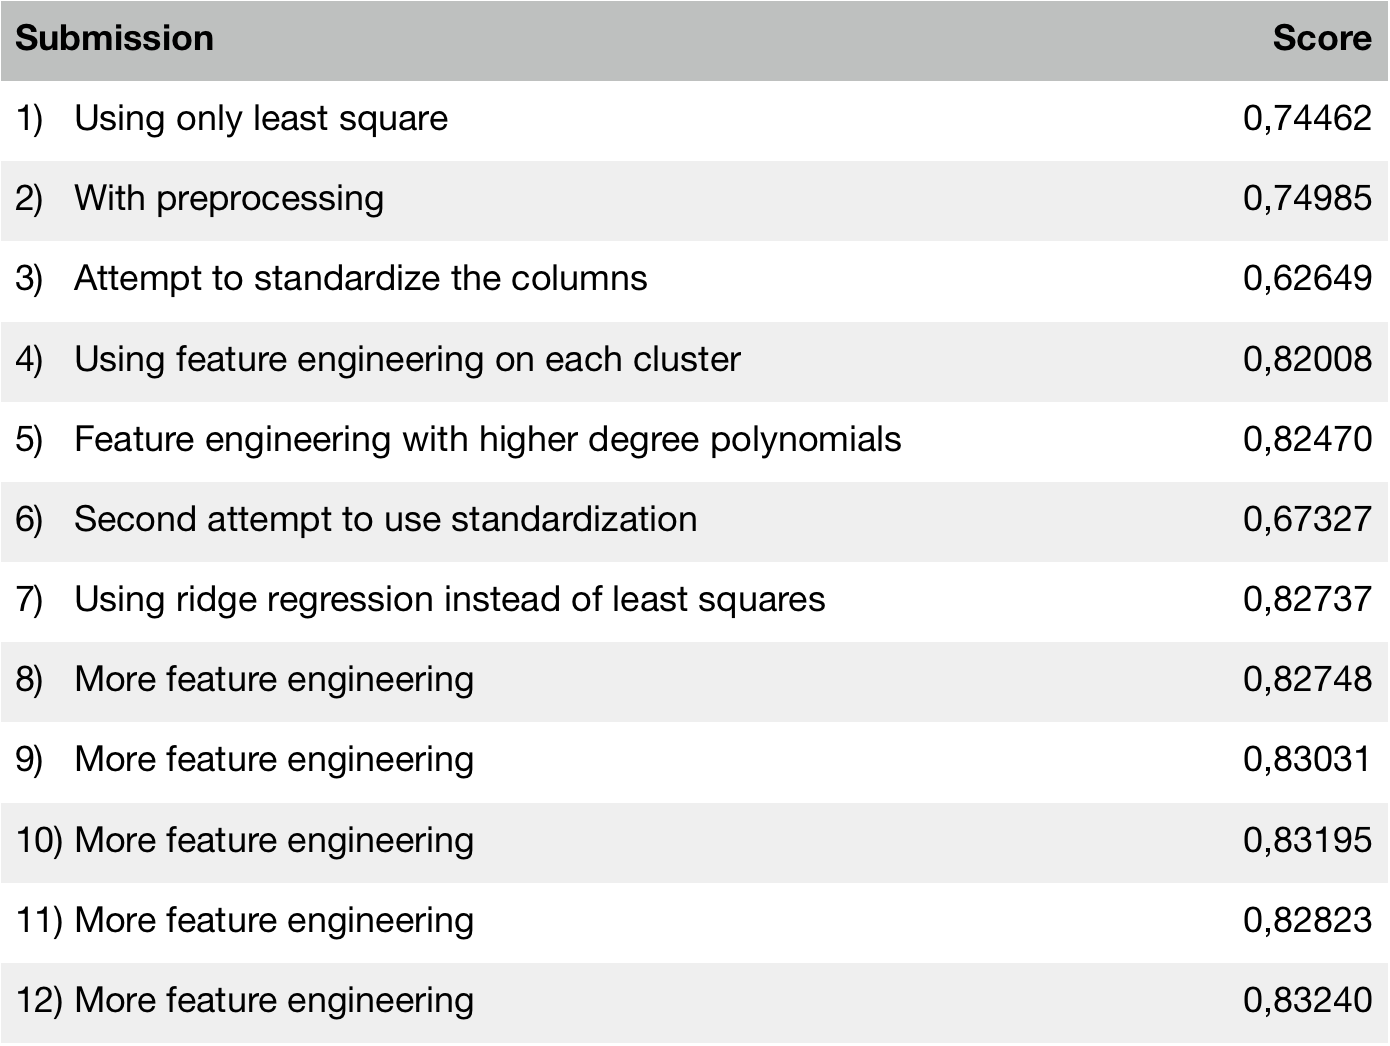 Submission Score
1) Using only least square 0,74462
2) With preprocessing 0,74985
3) Attempt to standardize the columns 0,62649
4) Using feature engineering on each cluster 0,82008
5) Feature engineering with higher degree polynomials 0,82470
6) Second attempt to use standardization 0,67327
7) Using ridge regression instead of least squares 0,82737
8) More feature engineering 0,82748
9) More feature engineering 0,83031
10) More feature engineering 0,83195
11) More feature engineering 0,82823
12) More feature engineering 0,83240